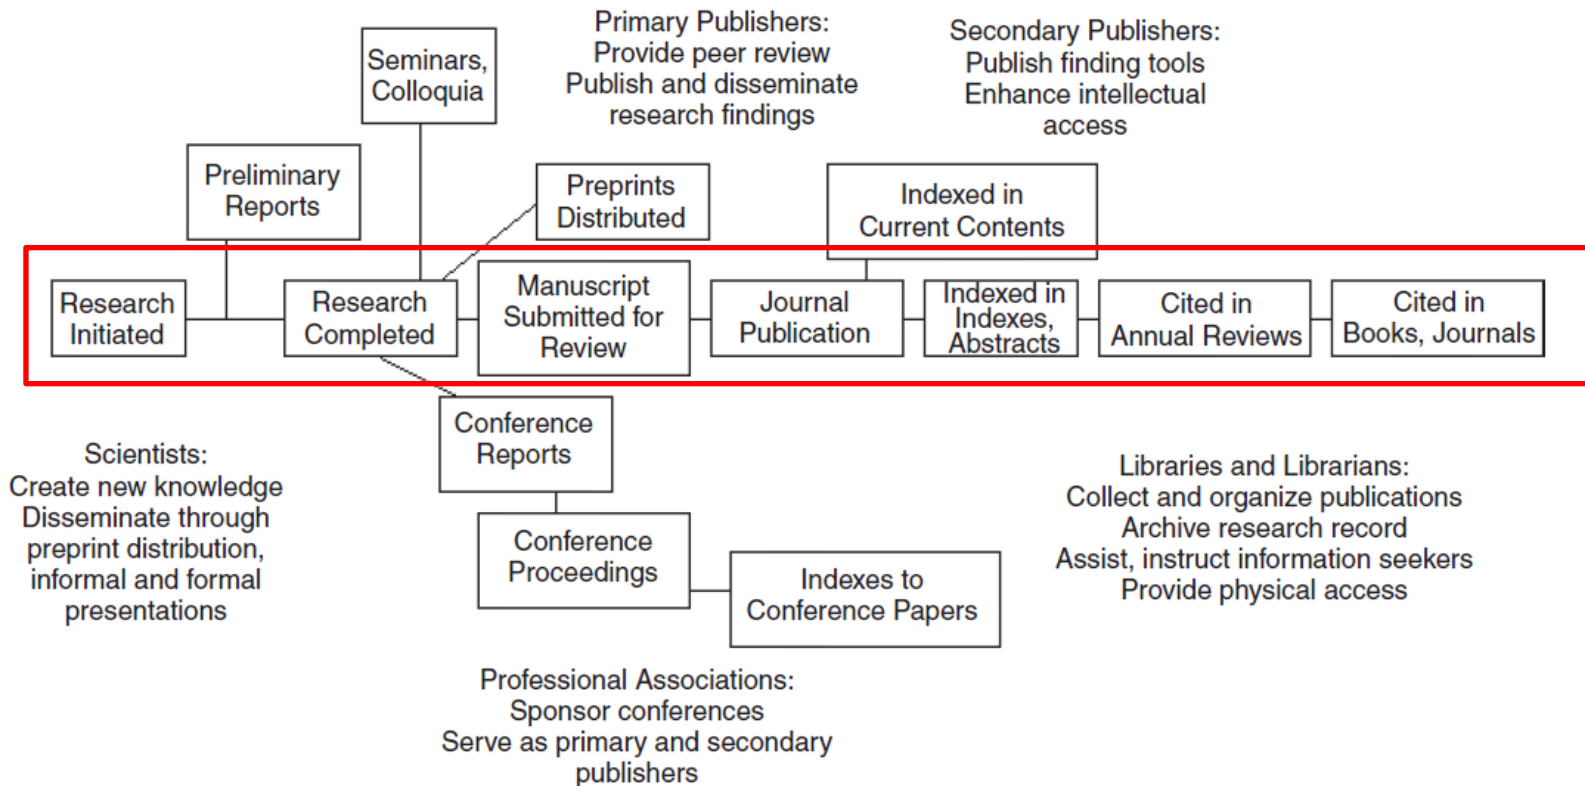 Seminars,
Colloquia
Primary Publishers:
Provide peer review
Publish and disseminate
research findings
Secondary Publishers:
Publish finding tools
Enhance intellectual
access
Preliminary
Reports
Preprints
Distributed
Indexed in
Current Contents
Research
Initiated
Research
Completed
Manuscript
Submitted for
Review
Journal
Publication
Indexed in
Indexes,
Abstracts
Cited in
Annual Reviews
Cited in
Books, Journals
Conference
Reports
Scientists:
Create new knowledge
Disseminate through
preprint distribution,
informal and formal
presentations
Conference
Proceedings
Indexes to
Conference Papers
Libraries and Librarians:
Collect and organize publications
Archive research record
Assist, instruct information seekers
Provide physical access
Professional Associations:
Sponsor conferences
Serve as primary and secondary
publishers